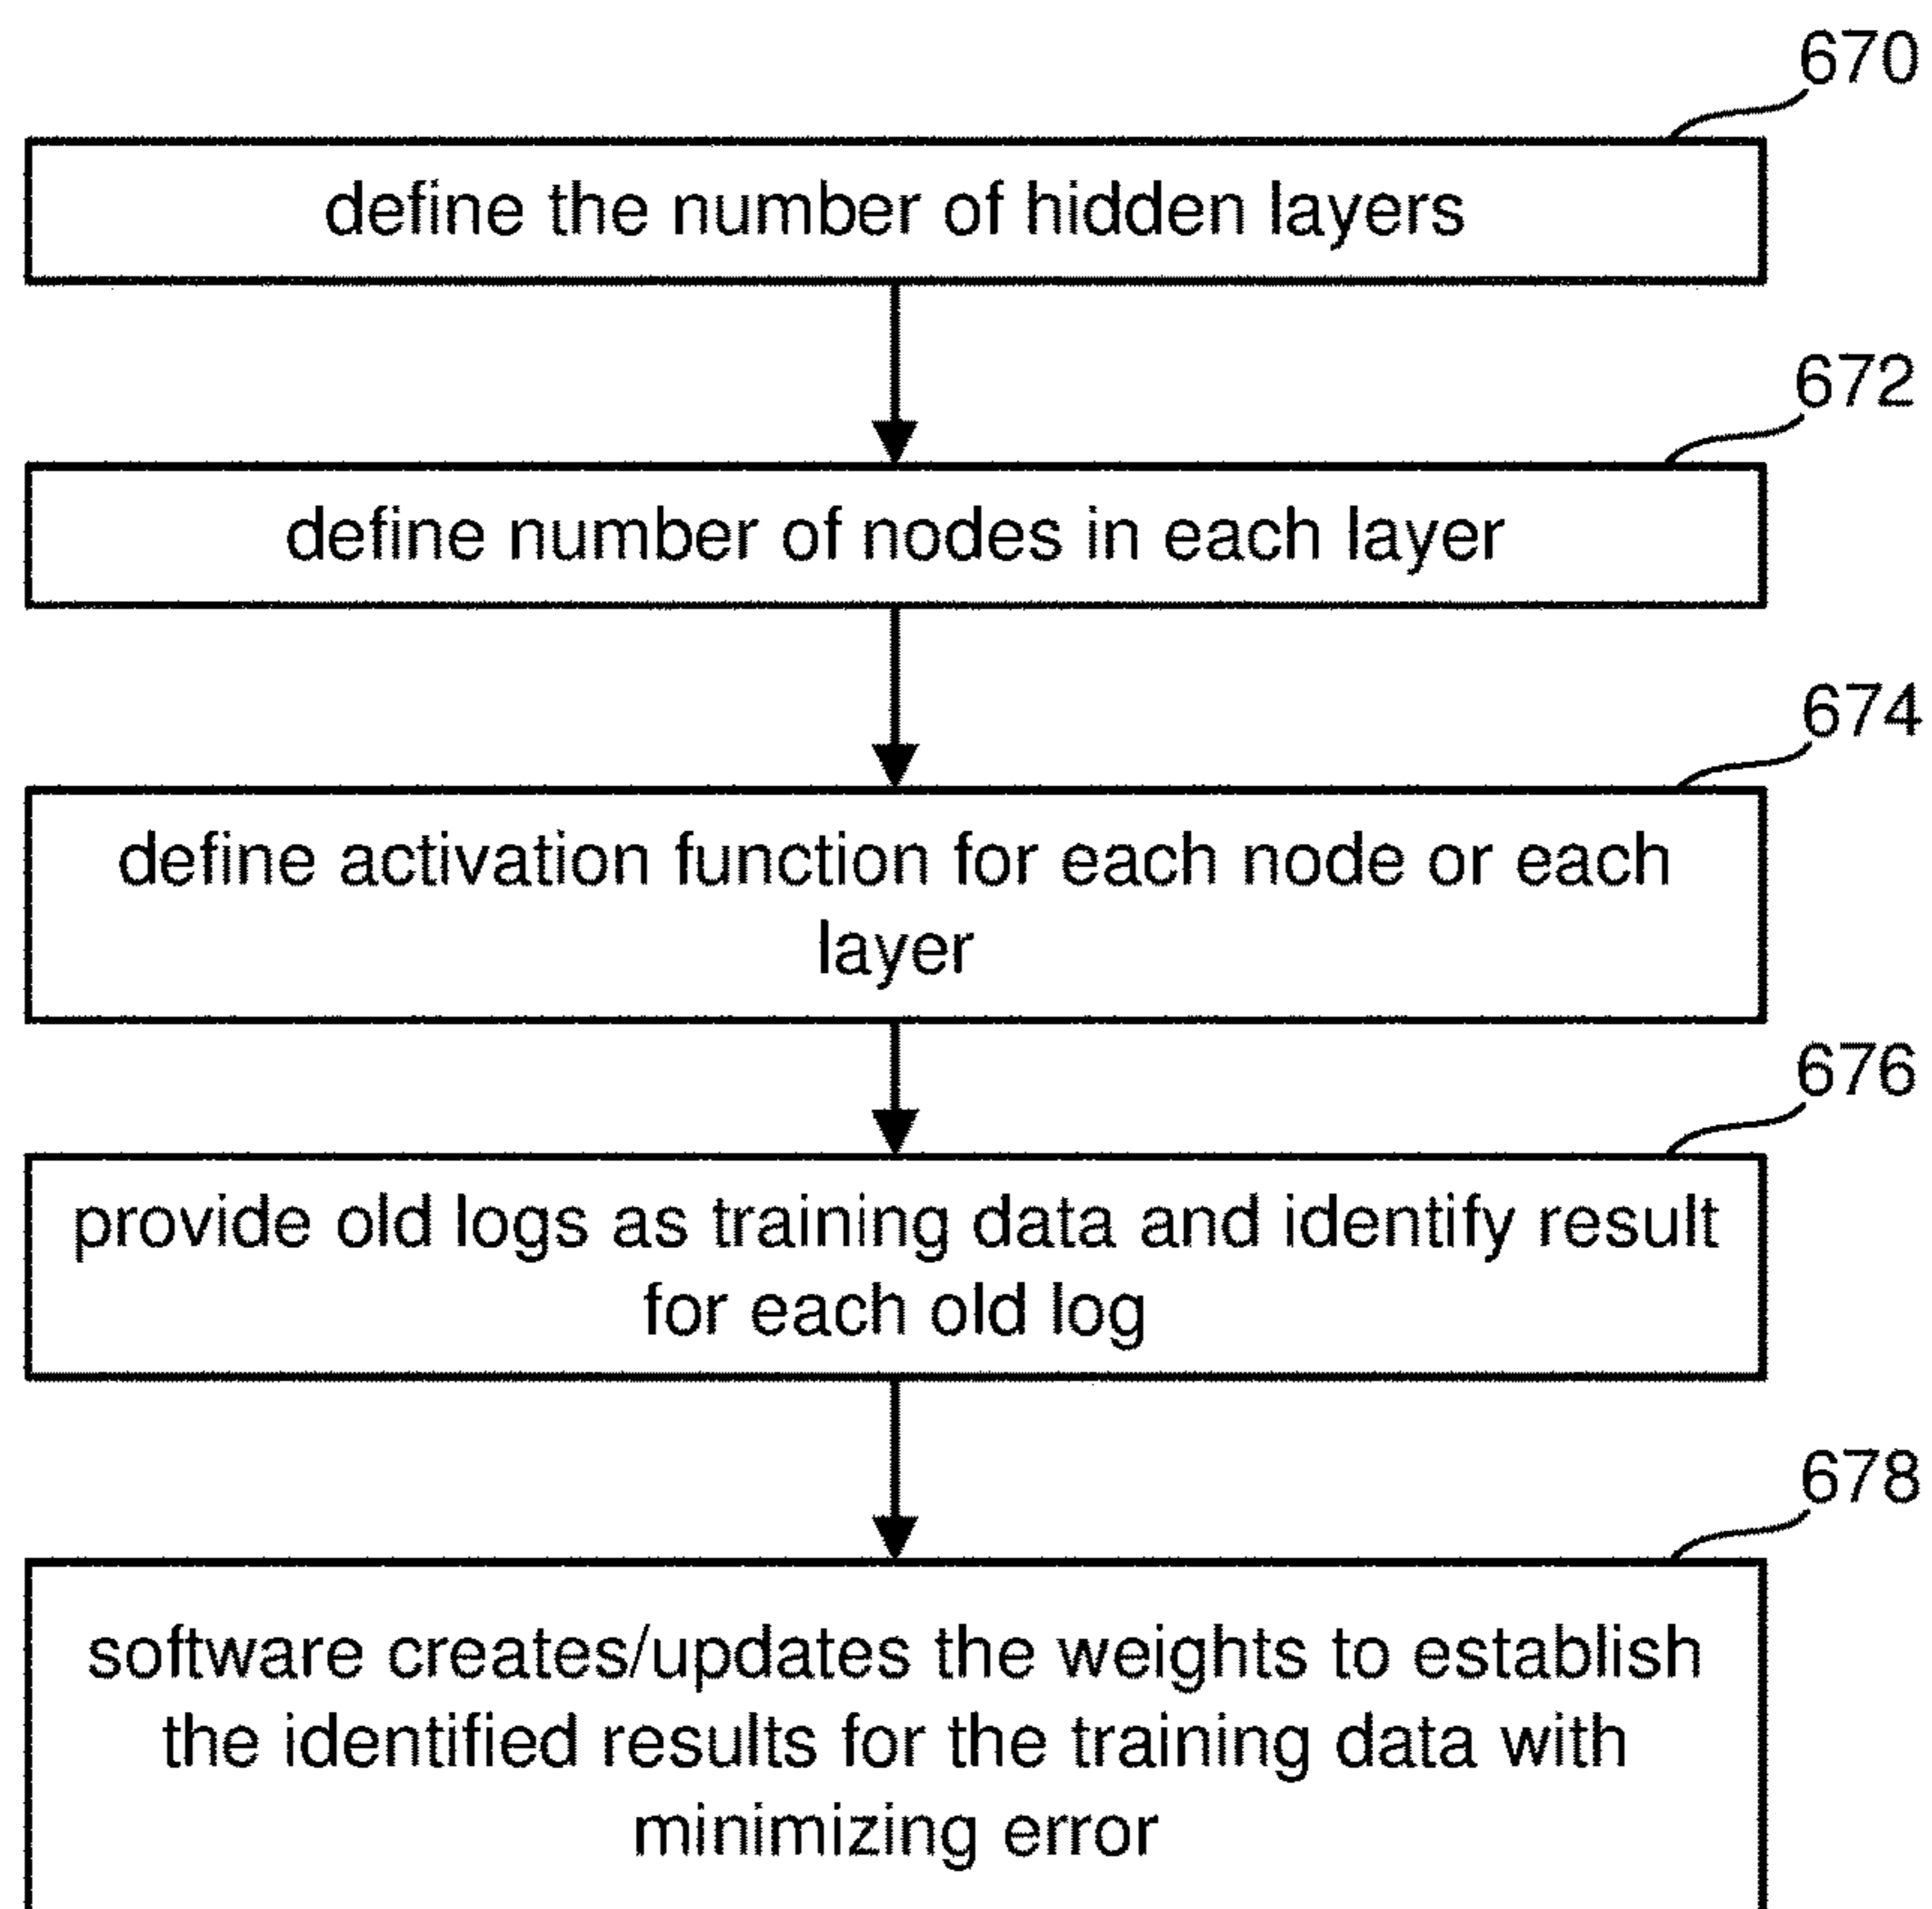 670
define the number of hidden layers
672
define number of nodes in each layer
674
define activation function for each node or each
layer
676
provide old logs as training data and identify result
for each old log
678
software creates/updates the weights to establish
the identified results for the training data with
minimizing error